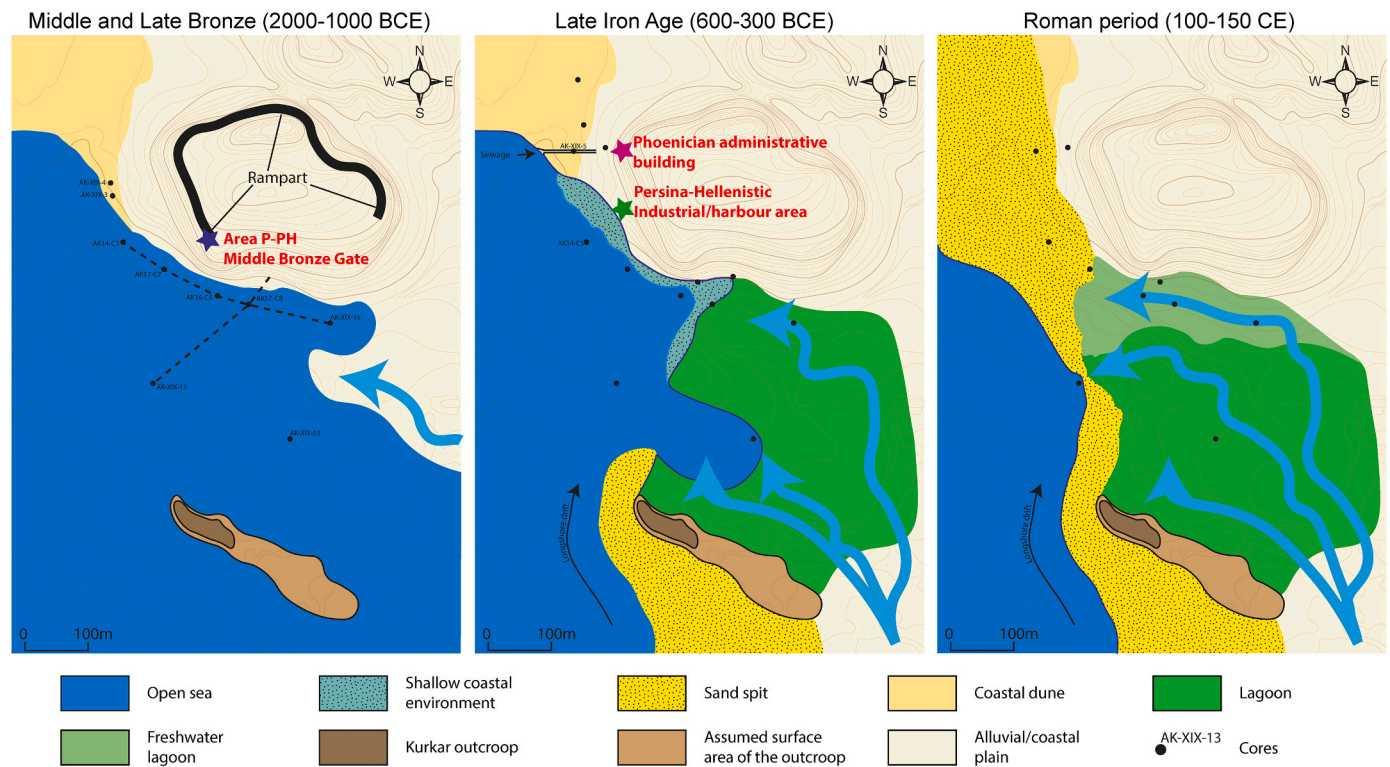 Middle and Late Bronze (2000-1000 BCE)
N
W
E
S
Rampart
AK-XIX-4
AK-XIX-3
Area P-PH
Middle Bronze Gate
AK14-C5
AK17-C7
AK16-C6
AK17-C8
AK-XIX-16
AK-XIX-15
AK-XIX-13
0
100m
Late Iron Age (600-300 BCE)
N
W
E
S
Sewage
AK-XIX-5
Phoenician administrative
building
Persina-Hellenistic
Industrial/harbour area
AK14-C5
Longshore drift
0
100m
Roman period (100-150 CE)
N
W
E
S
Longshore drift
0
100m
Open sea
Shallow coastal
environment
Sand spit
Coastal dune
Lagoon
Freshwater
lagoon
Kurkar outcroop
Assumed surface
area of the outcroop
Alluvial/coastal
plain
AK-XIX-13
Cores